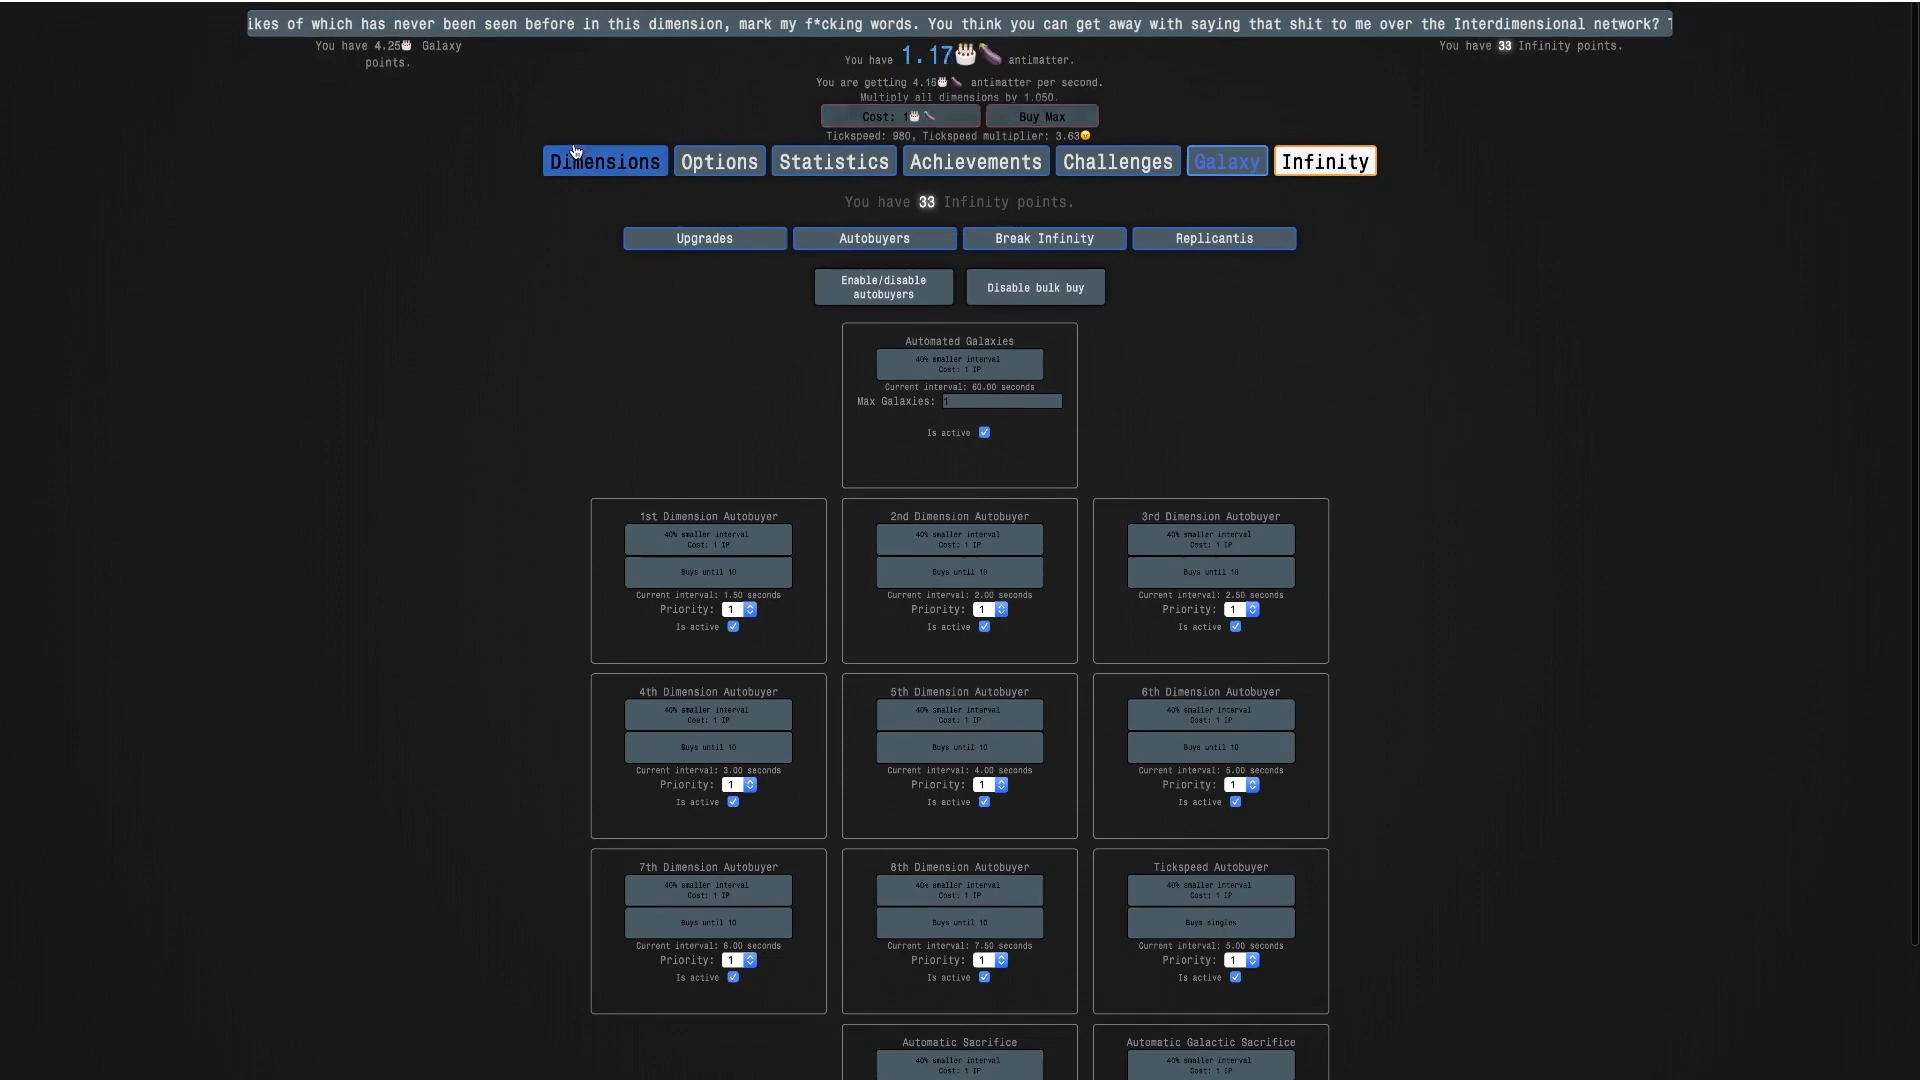 ikes of which has never been seen before in this dimension, mark my f*cking words. You think you can get away with saying that shit to me over the Interdimensional network?
You have 4.25🎂 Galaxy points.
You have 1.17🎂🍆 antimatter.
You have 33 Infinity points.
You are getting 4.15🎂🍆 antimatter per second.
Multiply all dimensions by 1.050.
Cost: 1🎂🍆 Buy Max
Tickspeed: 980, Tickspeed multiplier: 3.63😠
Dimensions Options Statistics Achievements Challenges Galaxy Infinity
You have 33 Infinity points.
Upgrades Autobuyers Break Infinity Replicantis
Enable/disable autobuyers Disable bulk buy
Automated Galaxies
40% smaller interval
Cost: 1 IP
Current interval: 60.00 seconds
Max Galaxies: 1
Is active
1st Dimension Autobuyer
40% smaller interval
Cost: 1 IP
Buys until 10
Current interval: 1.50 seconds
Priority: 1
Is active
2nd Dimension Autobuyer
40% smaller interval
Cost: 1 IP
Buys until 10
Current interval: 2.00 seconds
Priority: 1
Is active
3rd Dimension Autobuyer
40% smaller interval
Cost: 1 IP
Buys until 10
Current interval: 2.50 seconds
Priority: 1
Is active
4th Dimension Autobuyer
40% smaller interval
Cost: 1 IP
Buys until 10
Current interval: 3.00 seconds
Priority: 1
Is active
5th Dimension Autobuyer
40% smaller interval
Cost: 1 IP
Buys until 10
Current interval: 4.00 seconds
Priority: 1
Is active
6th Dimension Autobuyer
40% smaller interval
Cost: 1 IP
Buys until 10
Current interval: 5.00 seconds
Priority: 1
Is active
7th Dimension Autobuyer
40% smaller interval
Cost: 1 IP
Buys until 10
Current interval: 6.00 seconds
Priority: 1
Is active
8th Dimension Autobuyer
40% smaller interval
Cost: 1 IP
Buys until 10
Current interval: 7.50 seconds
Priority: 1
Is active
Tickspeed Autobuyer
40% smaller interval
Cost: 1 IP
Buys singles
Current interval: 5.00 seconds
Priority: 1
Is active
Automatic Sacrifice
40% smaller interval
Cost: 1 IP
Automatic Galactic Sacrifice
40% smaller interval
Cost: 1 IP